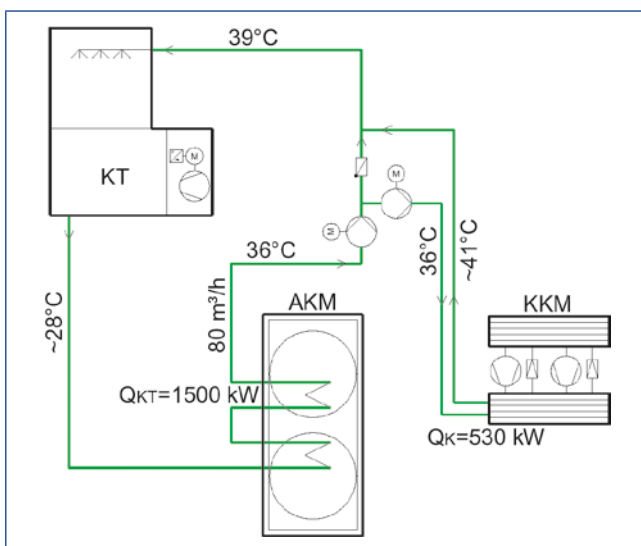 39°C
KT
M
M
M
36°C
36°C
~41°C
80 m³/h
~28°C
AKM
KKM
QKT=1500 kW
QK=530 kW